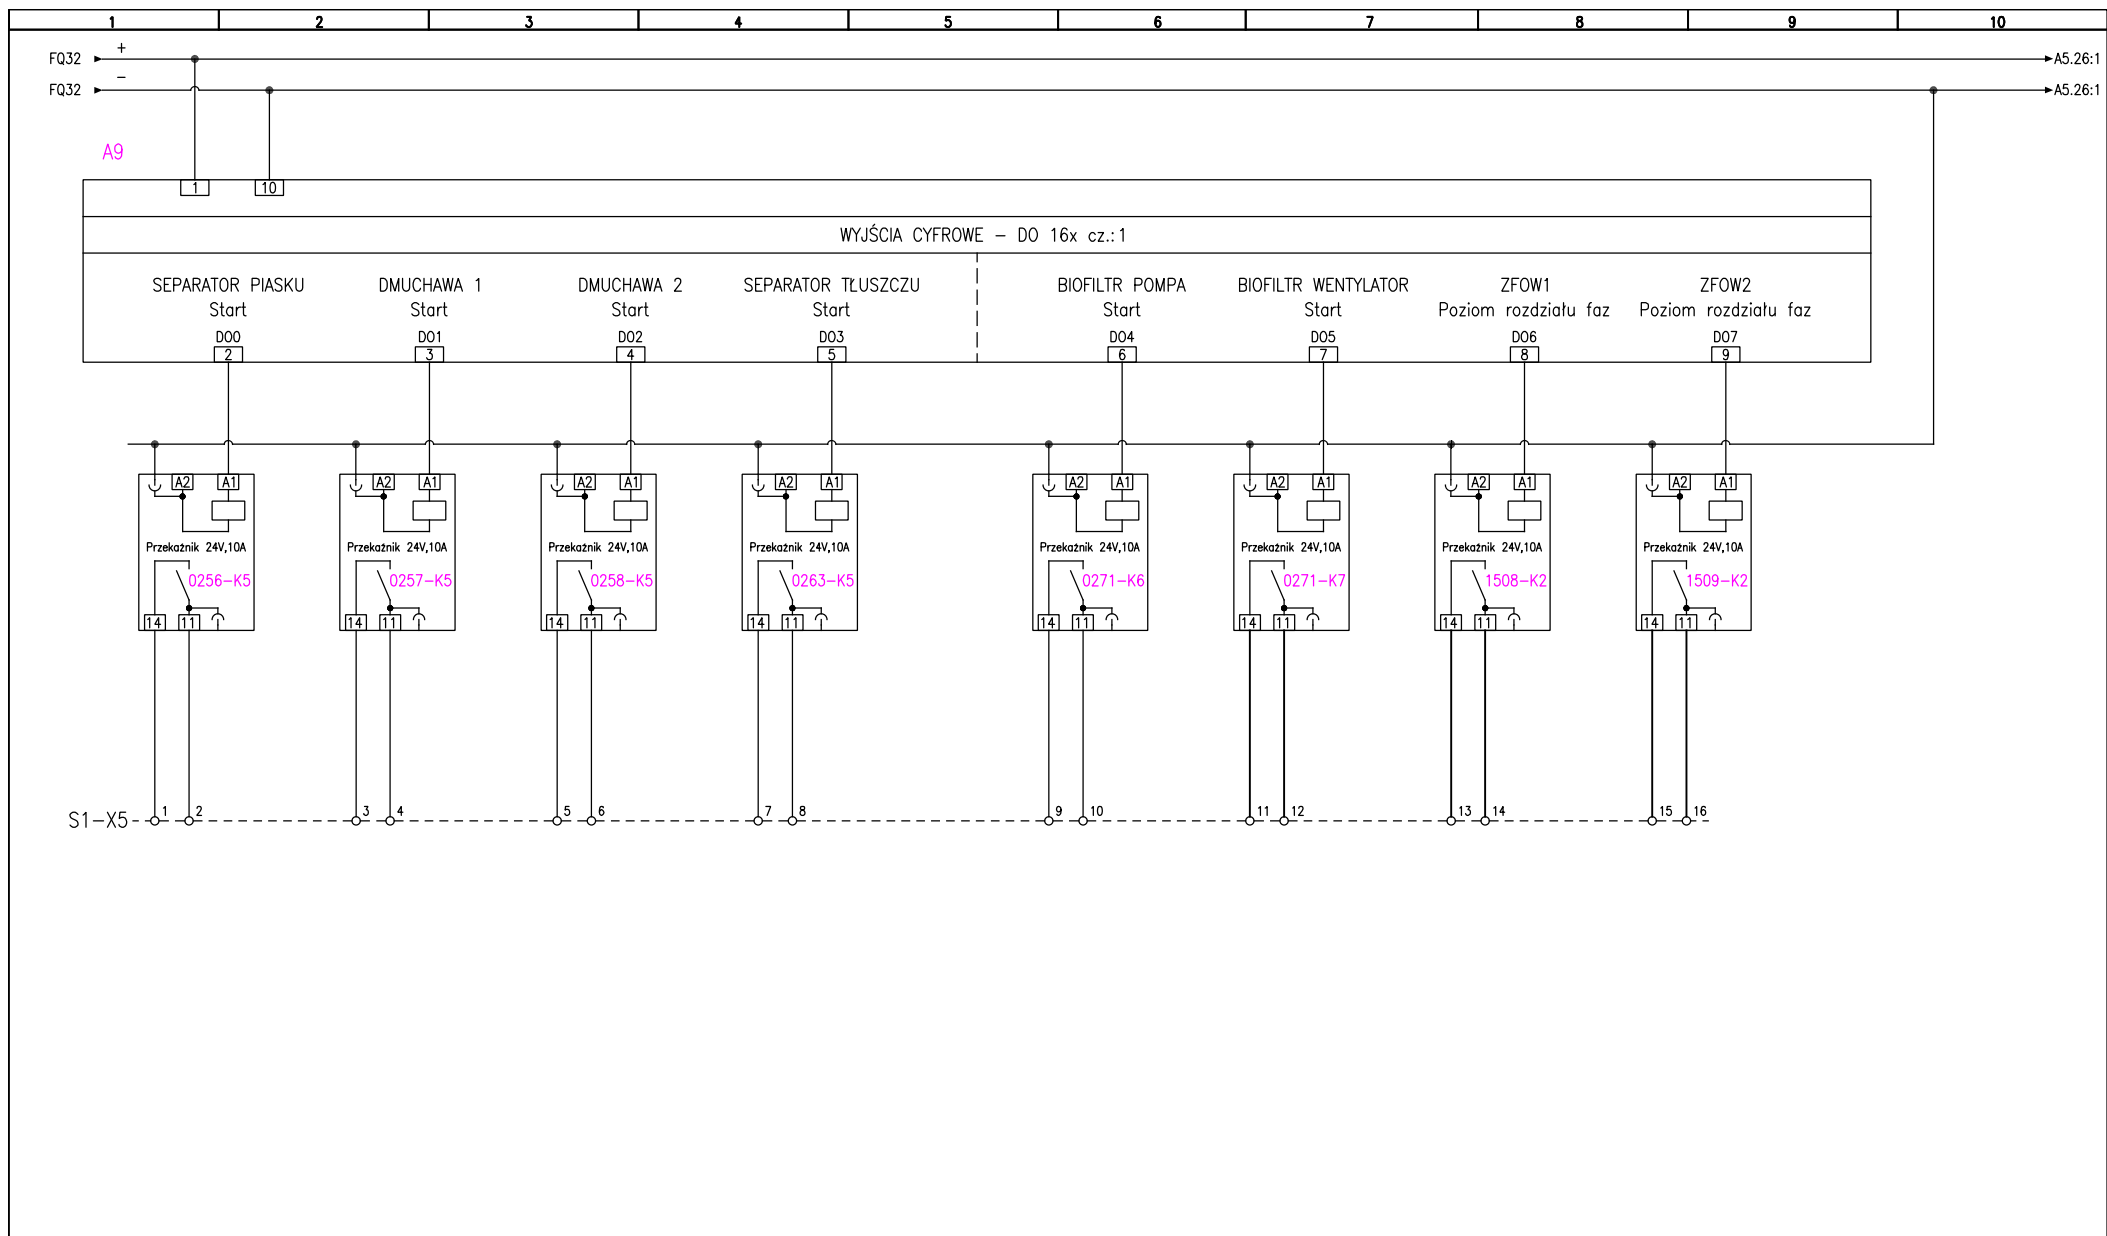 1 2 3 4 5 6 7 8 9 10
+
FQ32 A5.26:1
−
FQ32 A5.26:1
A9
1 10
WYJŚCIA CYFROWE − DO 16x cz.:1
SEPARATOR PIASKU DMUCHAWA 1 DMUCHAWA 2 SEPARATOR TŁUSZCZU BIOFILTR POMPA BIOFILTR WENTYLATOR ZFOW1 ZFOW2
Start Start Start Start Start Start Poziom rozdziału faz Poziom rozdziału faz
DO0 DO1 DO2 DO3 DO4 DO5 DO6 DO7
2 3 4 5 6 7 8 9
A2 A1 A2 A1 A2 A1 A2 A1 A2 A1 A2 A1 A2 A1 A2 A1
Przekaźnik 24V,10A Przekaźnik 24V,10A Przekaźnik 24V,10A Przekaźnik 24V,10A Przekaźnik 24V,10A Przekaźnik 24V,10A Przekaźnik 24V,10A Przekaźnik 24V,10A
0256−K5 0257−K5 0258−K5 0263−K5 0271−K6 0271−K7 1508−K2 1509−K2
14 11 14 11 14 11 14 11 14 11 14 11 14 11 14 11
1 2 3 4 5 6 7 8 9 10 11 12 13 14 15 16
S1−X5